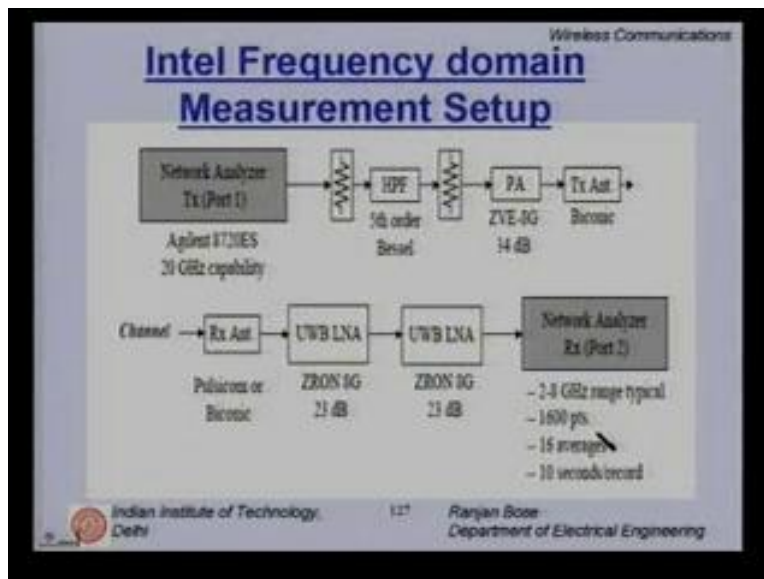 Wireless Communications
Intel Frequency domain
Measurement Setup
Network Analyzer
Tx (Port 1)
HPF
PA
Tx Ant
Agilent 8720ES
20 GHz capability
5th order
Bessel
ZVE-8G
34 dB
Biconic
Channel
Rx Ant
UWB LNA
UWB LNA
Network Analyzer
Rx (Port 2)
or
Biconic
ZRON 8G
23 dB
ZRON 8G
23 dB
– 2-8 GHz range typical
– 1600 pts.
– 16 averages
– 10 seconds/record
Indian Institute of Technology,
Delhi
127
Ranjan Bose
Department of Electrical Engineering